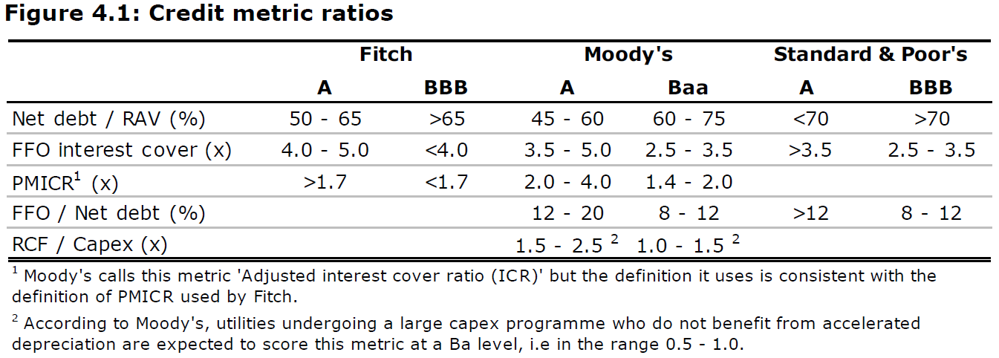 Figure 4.1: Credit metric ratios
Fitch Moody's Standard & Poor's
A BBB A Baa A BBB
Net debt / RAV (%) 50 - 65 >65 45 - 60 60 - 75 <70 >70
FFO interest cover (x) 4.0 - 5.0 <4.0 3.5 - 5.0 2.5 - 3.5 >3.5 2.5 - 3.5
PMICR¹ (x) >1.7 <1.7 2.0 - 4.0 1.4 - 2.0
FFO / Net debt (%) 12 - 20 8 - 12 >12 8 - 12
RCF / Capex (x) 1.5 - 2.5 ² 1.0 - 1.5 ²
¹ Moody's calls this metric 'Adjusted interest cover ratio (ICR)' but the definition it uses is consistent with the
definition of PMICR used by Fitch.
² According to Moody's, utilities undergoing a large capex programme who do not benefit from accelerated
depreciation are expected to score this metric at a Ba level, i.e in the range 0.5 - 1.0.